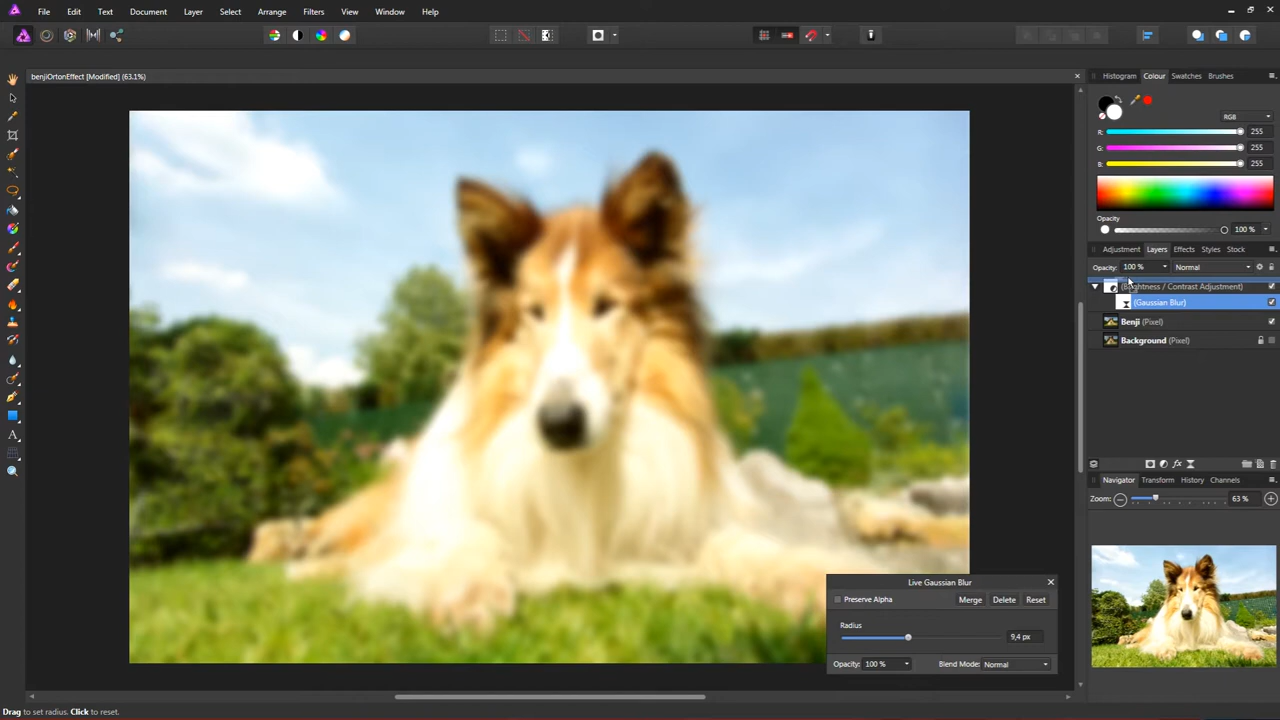 File Edit Text Document Layer Select Arrange Filters View Window Help
benjiOrtonEffect [Modified] (63.1%)
Histogram Colour Swatches Brushes
RGB
R: 255
G: 255
B: 255
Opacity
100 %
Adjustment Layers Effects Styles Stock
Opacity: 100 % Normal
(Brightness / Contrast Adjustment)
(Gaussian Blur)
Benji (Pixel)
Background (Pixel)
Navigator Transform History Channels
Zoom: 63 %
Live Gaussian Blur
Preserve Alpha Merge Delete Reset
Radius
9,4 px
Opacity: 100 % Blend Mode: Normal
Drag to set radius. Click to reset.